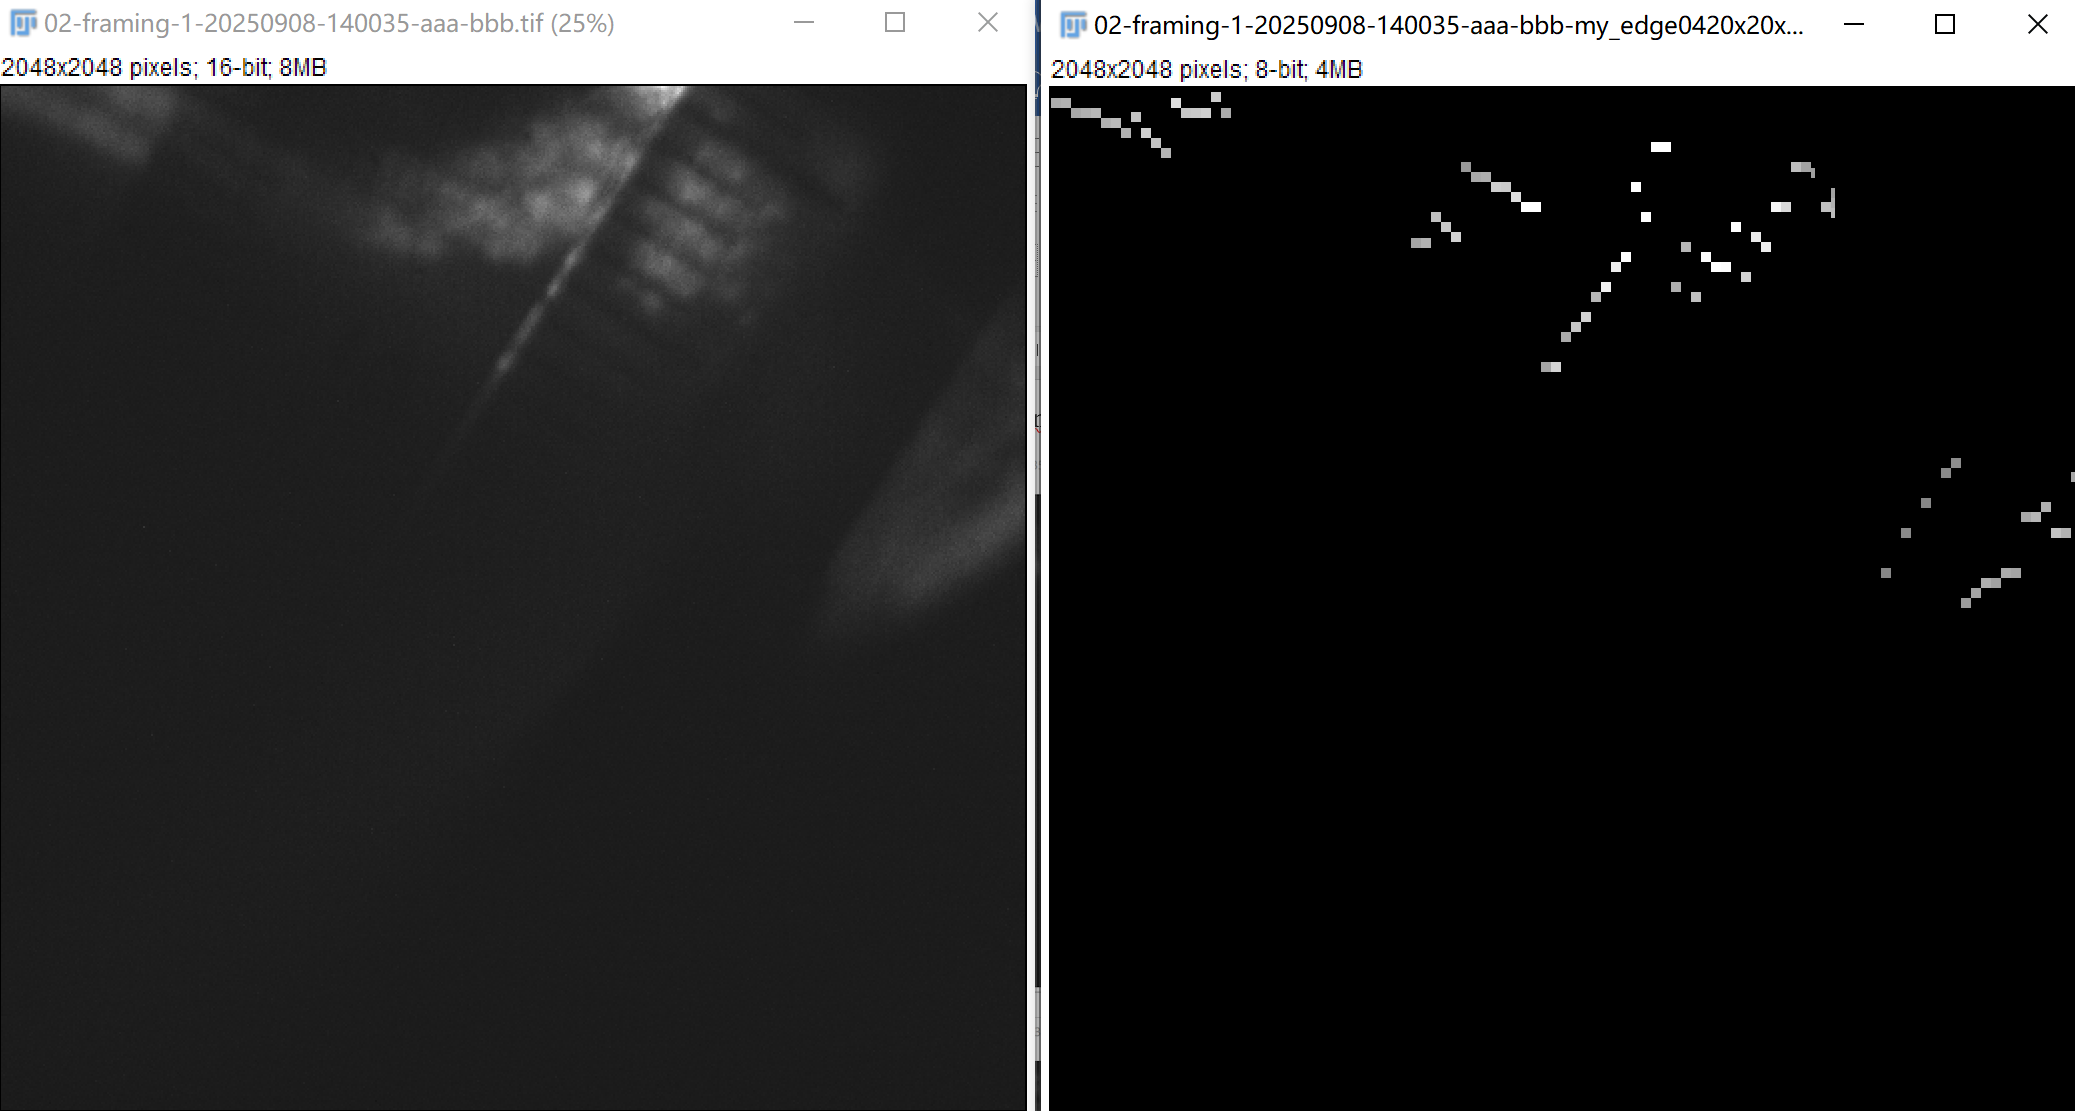 02-framing-1-20250908-140035-aaa-bbb.tif (25%)
2048x2048 pixels; 16-bit; 8MB
02-framing-1-20250908-140035-aaa-bbb-my_edge0420x20x...
2048x2048 pixels; 8-bit; 4MB